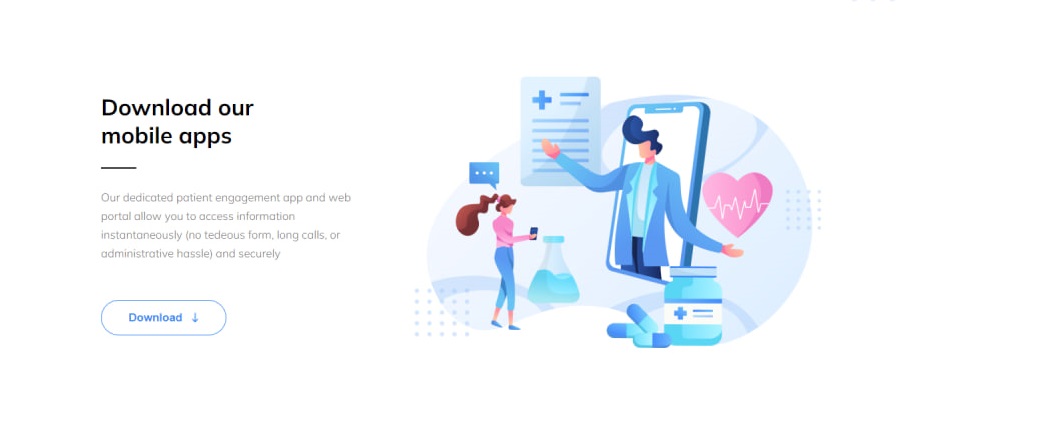 Download our
mobile apps
Our dedicated patient engagement app and web
portal allow you to access information
instantaneously (no tedeous form, long calls, or
administrative hassle) and securely
Download ↓